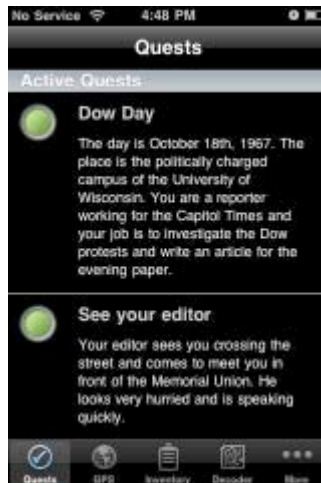 No Service 4:48 PM
Quests
Active Quests
Dow Day
The day is October 18th, 1967. The
place is the politically charged
campus of the University of
Wisconsin. You are a reporter
working for the Capitol Times and
your job is to investigate the Dow
protests and write an article for the
evening paper.
See your editor
Your editor sees you crossing the
street and comes to meet you in
front of the Memorial Union. He
looks very hurried and is speaking
quickly.
Quests GPS Inventory Decoder More